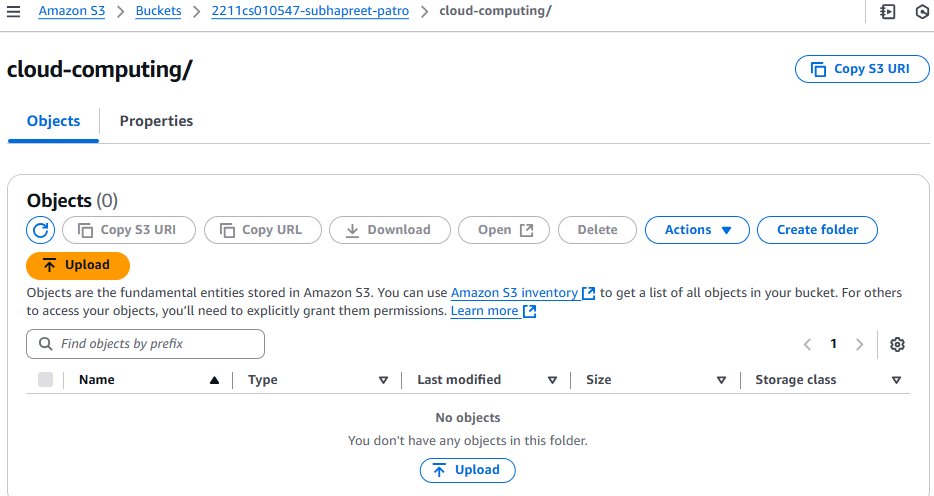 Amazon S3 > Buckets > 2211cs010547-subhapreet-patro > cloud-computing/
cloud-computing/
Copy S3 URI
Objects Properties
Objects (0)
Copy S3 URI Copy URL Download Open Delete Actions Create folder
Upload
Objects are the fundamental entities stored in Amazon S3. You can use Amazon S3 inventory to get a list of all objects in your bucket. For others
to access your objects, you'll need to explicitly grant them permissions. Learn more
Find objects by prefix
1
Name Type Last modified Size Storage class
No objects
You don't have any objects in this folder.
Upload